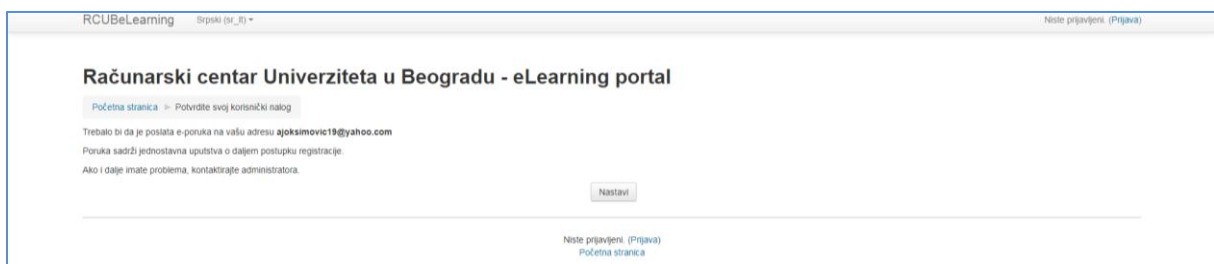 RCUBeLearning Srpski (sr_lt) Niste prijavljeni. (Prijava)
Računarski centar Univerziteta u Beogradu - eLearning portal
Početna stranica ► Potvrdite svoj korisnički nalog
Trebalo bi da je poslata e-poruka na vašu adresu ajoksimovic19@yahoo.com
Poruka sadrži jednostavna uputstva o daljem postupku registracije.
Ako i dalje imate problema, kontaktirajte administratora.
Nastavi
Niste prijavljeni. (Prijava)
Početna stranica